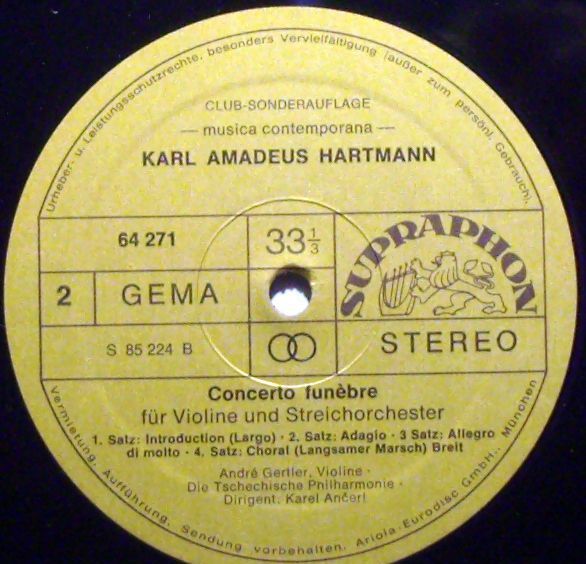 Urheber- u. Leistungsschutzrechte, besonders Vervielfältigung (außer zum persönl. Gebrauch),
CLUB-SONDERAUFLAGE
— musica contemporana —
KARL AMADEUS HARTMANN
64 271
33 1/3
SUPRAPHON
2
GEMA
S 85 224 B
STEREO
Concerto funèbre
für Violine und Streichorchester
1. Satz: Introduction (Largo) · 2. Satz: Adagio · 3 Satz: Allegro
di molto · 4. Satz: Choral (Langsamer Marsch) Breit
André Gertler, Violine ·
Die Tschechische Philharmonie ·
Dirigent: Karel Ančerl
Vermietung, Aufführung, Sendung vorbehalten. Ariola-Eurodisc GmbH., München